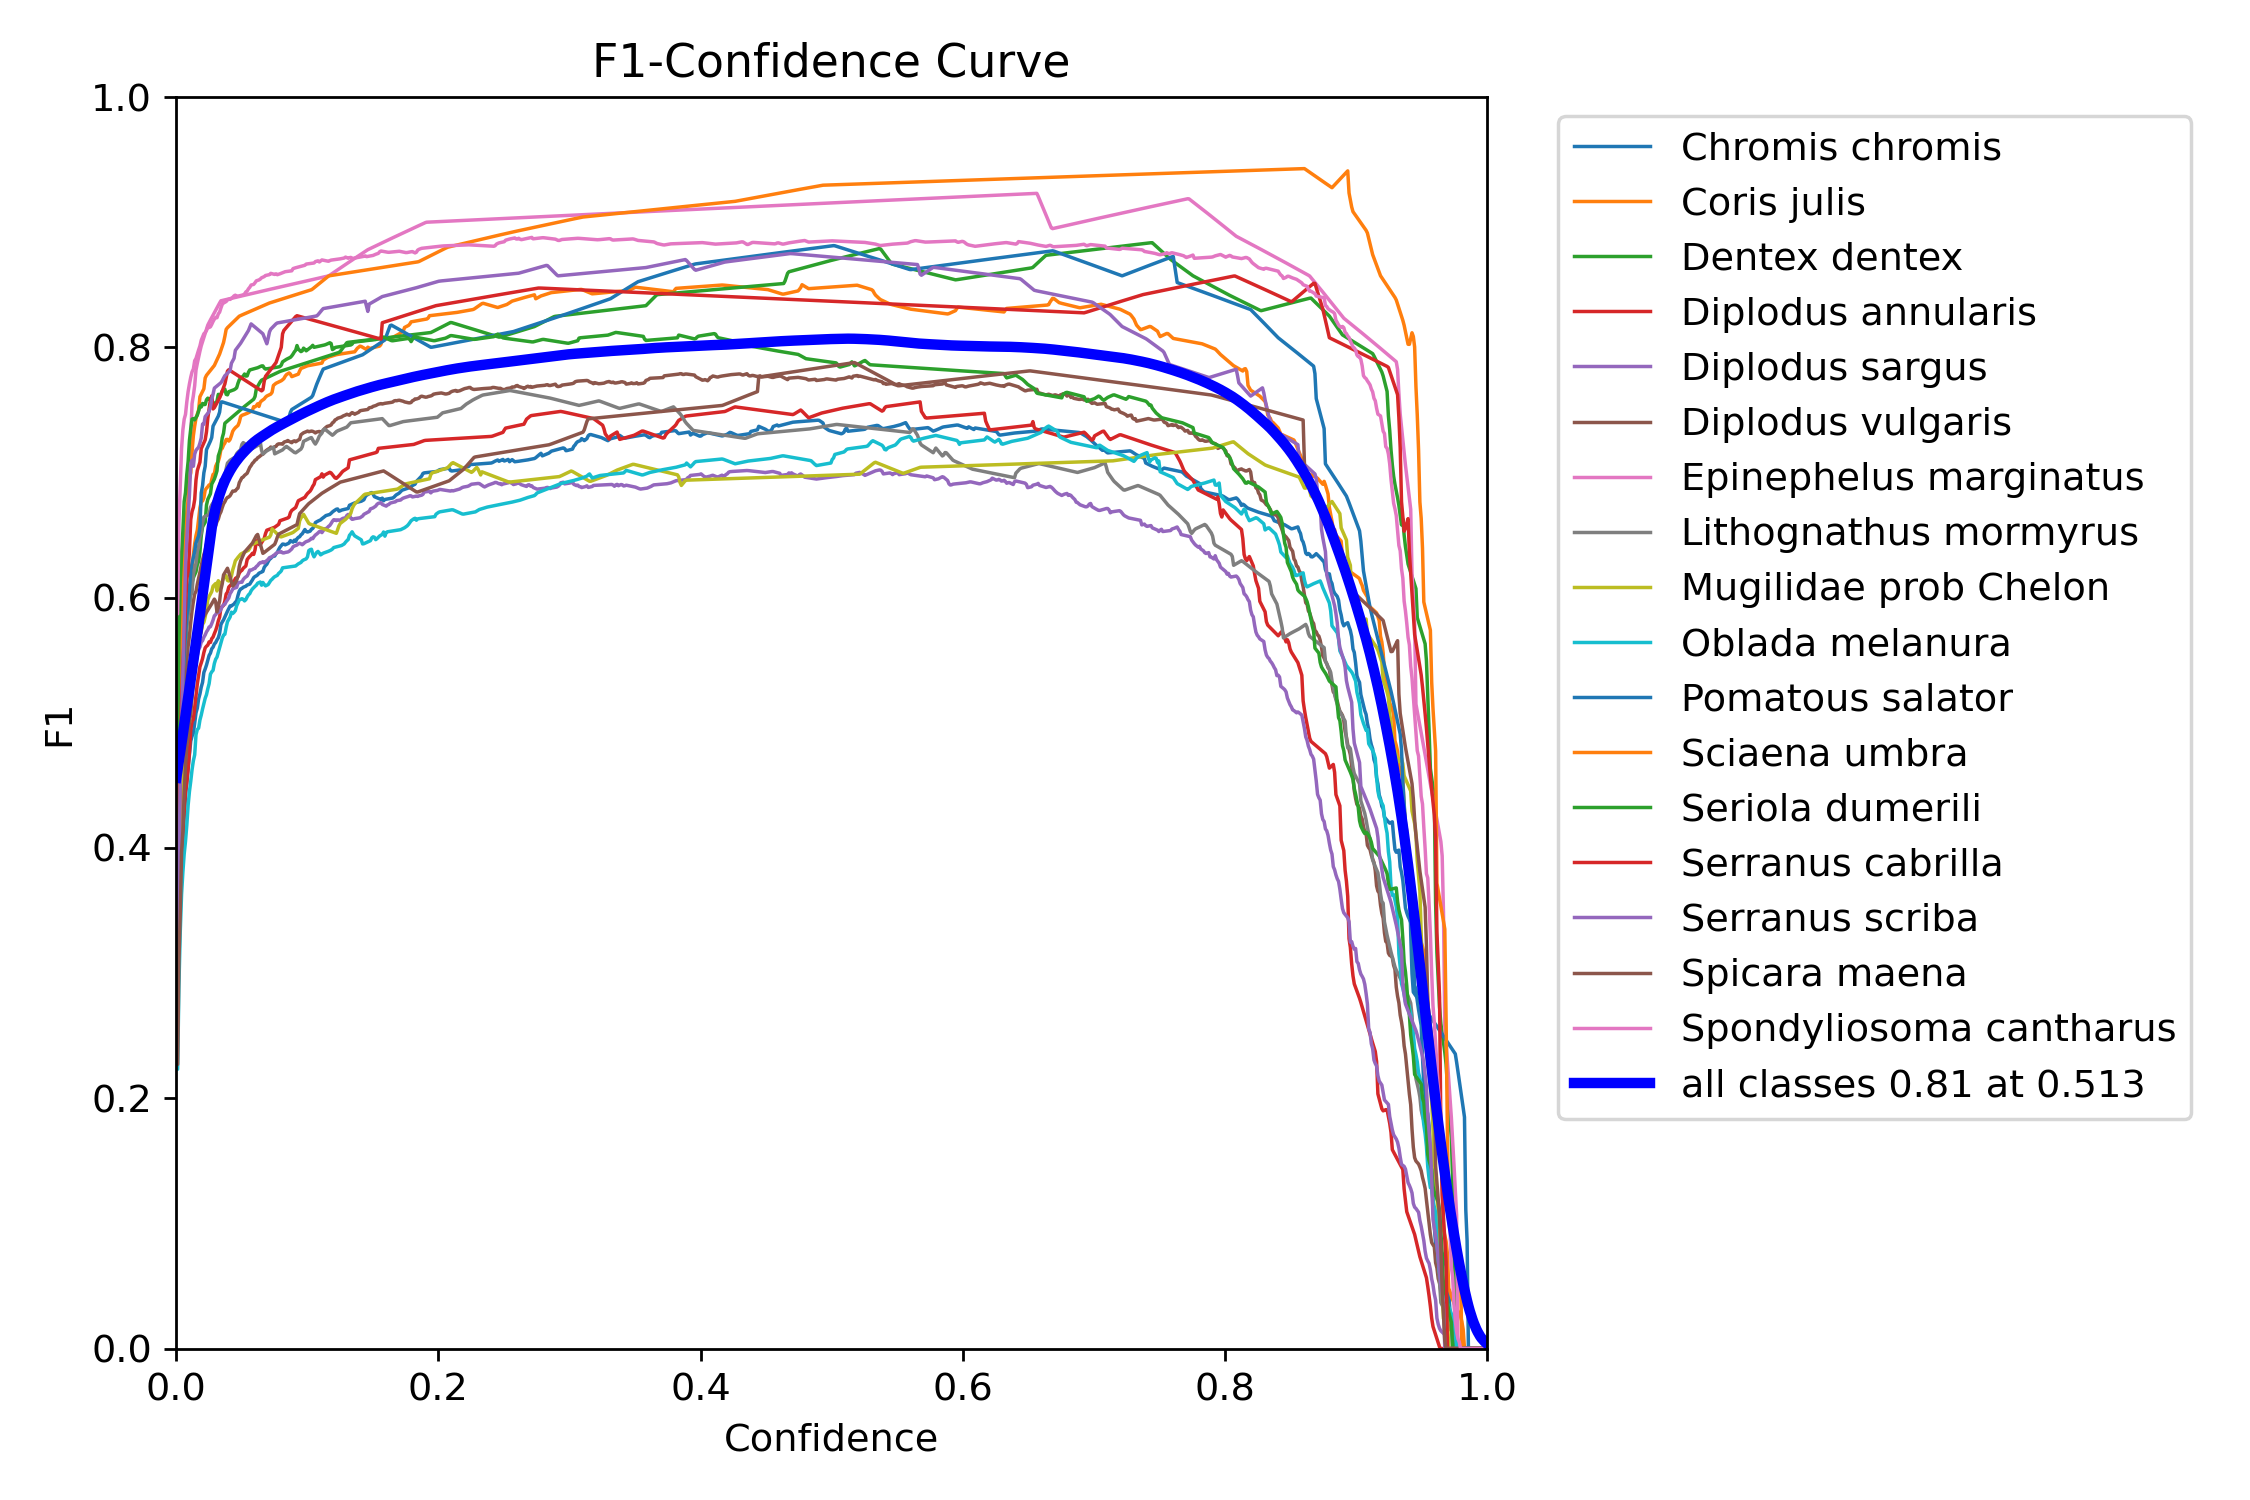 F1-Confidence Curve
1.0
0.8
0.6
0.4
0.2
0.0
F1
0.0 0.2 0.4 0.6 0.8 1.0
Confidence
Chromis chromis
Coris julis
Dentex dentex
Diplodus annularis
Diplodus sargus
Diplodus vulgaris
Epinephelus marginatus
Lithognathus mormyrus
Mugilidae prob Chelon
Oblada melanura
Pomatous salator
Sciaena umbra
Seriola dumerili
Serranus cabrilla
Serranus scriba
Spicara maena
Spondyliosoma cantharus
all classes 0.81 at 0.513